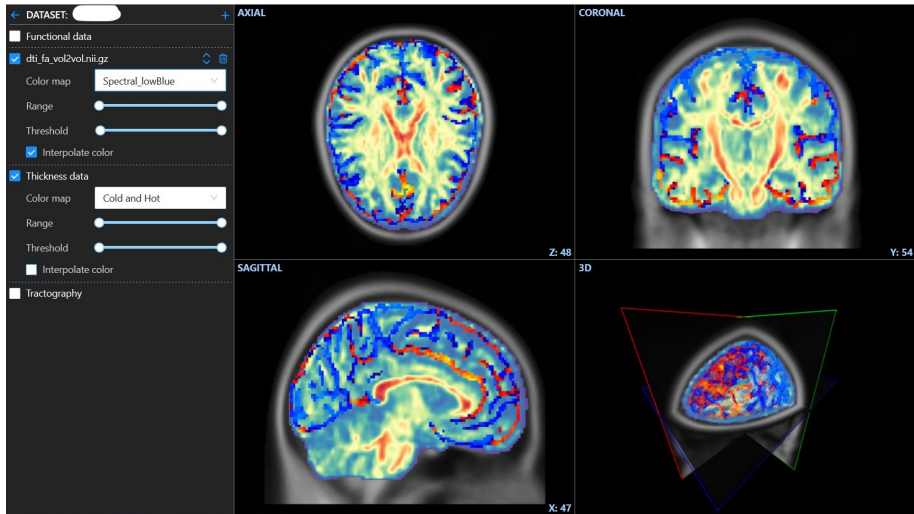 DATASET:
Functional data
dti_fa_vol2vol.nii.gz
Color map Spectral_lowBlue
Range
Threshold
Interpolate color
Thickness data
Color map Cold and Hot
Range
Threshold
Interpolate color
Tractography
AXIAL
Z: 48
CORONAL
Y: 54
SAGITTAL
X: 47
3D